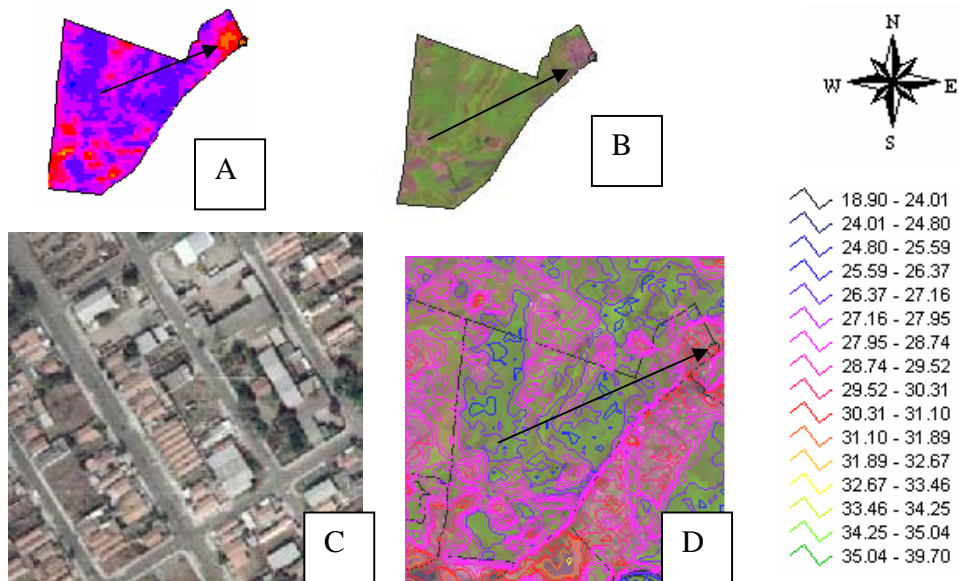 A
B
N
W E
S
C
D
18.90 - 24.01
24.01 - 24.80
24.80 - 25.59
25.59 - 26.37
26.37 - 27.16
27.16 - 27.95
27.95 - 28.74
28.74 - 29.52
29.52 - 30.31
30.31 - 31.10
31.10 - 31.89
31.89 - 32.67
32.67 - 33.46
33.46 - 34.25
34.25 - 35.04
35.04 - 39.70